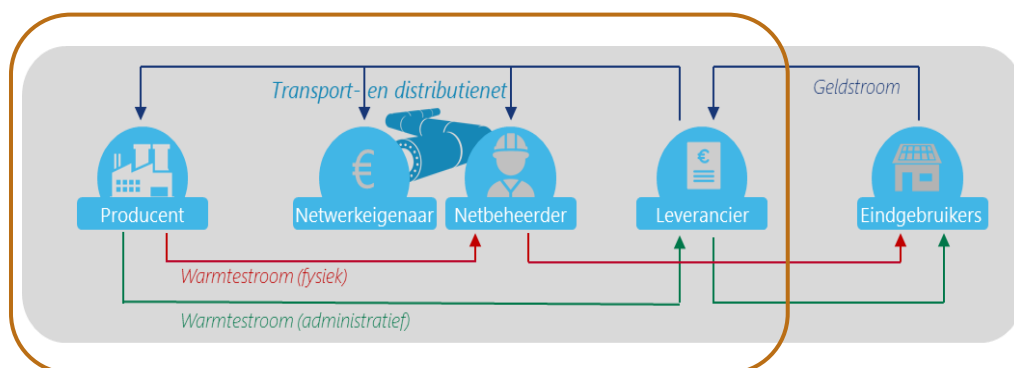 Transport- en distributienet
Geldstroom
€
€
Producent
Netwerkeigenaar
Netbeheerder
Leverancier
Eindgebruikers
Warmtestroom (fysiek)
Warmtestroom (administratief)